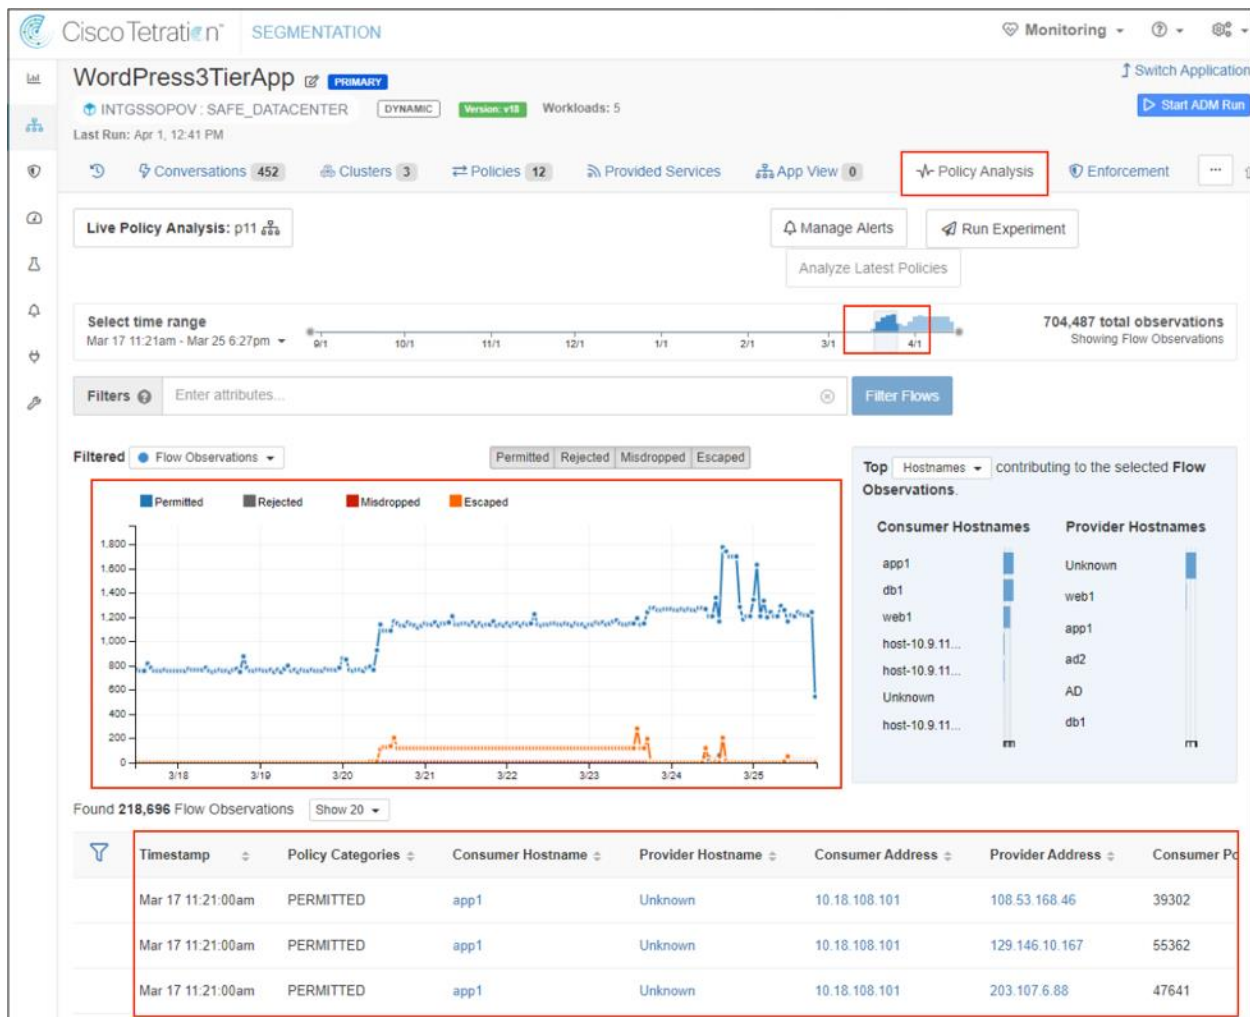 Cisco Tetration™ SEGMENTATION Monitoring
WordPress3TierApp PRIMARY Switch Application
INTGSSOPOV : SAFE_DATACENTER DYNAMIC Version: v18 Workloads: 5 Start ADM Run
Last Run: Apr 1, 12:41 PM
Conversations 452 Clusters 3 Policies 12 Provided Services App View 0 Policy Analysis Enforcement ...
Live Policy Analysis: p11 Manage Alerts Run Experiment
Analyze Latest Policies
Select time range 704,487 total observations
Mar 17 11:21am - Mar 25 6:27pm 9/1 10/1 11/1 12/1 1/1 2/1 3/1 4/1 Showing Flow Observations
Filters Enter attributes... Filter Flows
Filtered Flow Observations Permitted Rejected Misdropped Escaped
Top Hostnames contributing to the selected Flow
Observations.
Permitted Rejected Misdropped Escaped
Consumer Hostnames Provider Hostnames
1,800
1,600
1,400
1,200
1,000
800
600
400
200
0
3/18 3/19 3/20 3/21 3/22 3/23 3/24 3/25
app1 Unknown
db1 web1
web1 app1
host-10.9.11... ad2
host-10.9.11... AD
Unknown db1
host-10.9.11...
Found 218,696 Flow Observations Show 20
Timestamp Policy Categories Consumer Hostname Provider Hostname Consumer Address Provider Address Consumer Po
Mar 17 11:21:00am PERMITTED app1 Unknown 10.18.108.101 108.53.168.46 39302
Mar 17 11:21:00am PERMITTED app1 Unknown 10.18.108.101 129.146.10.167 55362
Mar 17 11:21:00am PERMITTED app1 Unknown 10.18.108.101 203.107.6.88 47641